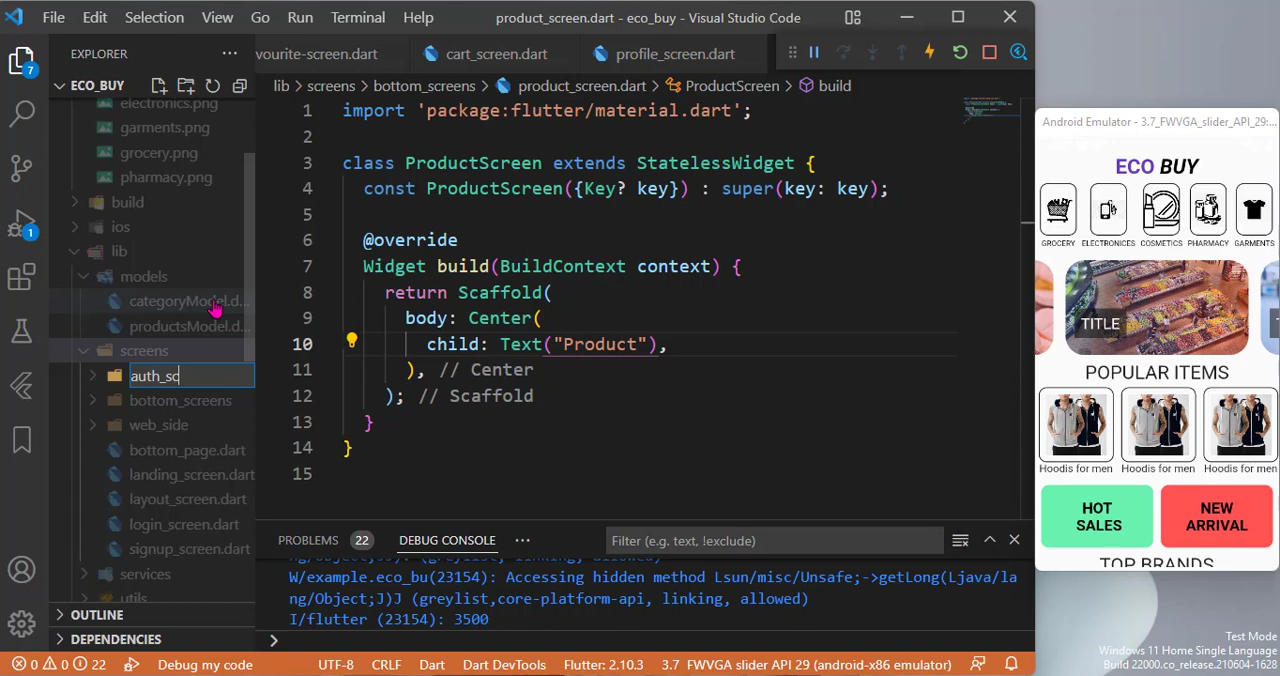 File Edit Selection View Go Run Terminal Help
product_screen.dart - eco_buy - Visual Studio Code
EXPLORER
vourite-screen.dart
cart_screen.dart
profile_screen.dart
7
ECO_BUY
lib > screens > bottom_screens > product_screen.dart > ProductScreen > build
electronics.png
garments.png
grocery.png
pharmacy.png
build
ios
1
lib
models
categoryModel.d...
productsModel.d...
screens
auth_sc
bottom_screens
web_side
bottom_page.dart
landing_screen.dart
layout_screen.dart
login_screen.dart
signup_screen.dart
services
utils
OUTLINE
DEPENDENCIES
1 import 'package:flutter/material.dart';
2
3 class ProductScreen extends StatelessWidget {
4 const ProductScreen({Key? key}) : super(key: key);
5
6 @override
7 Widget build(BuildContext context) {
8 return Scaffold(
9 body: Center(
10 child: Text("Product"),
11 ), // Center
12 ); // Scaffold
13 }
14 }
15
PROBLEMS 22 DEBUG CONSOLE ... Filter (e.g. text, !exclude)
W/example.eco_bu(23154): Accessing hidden method Lsun/misc/Unsafe;->getLong(Ljava/la
ng/Object;J)J (greylist,core-platform-api, linking, allowed)
I/flutter (23154): 3500
0 0 22 Debug my code UTF-8 CRLF Dart Dart DevTools Flutter: 2.10.3 3.7 FWVGA slider API 29 (android-x86 emulator)
Android Emulator - 3.7_FWVGA_slider_API_29:...
ECO BUY
GROCERY ELECTRONICES COSMETICS PHARMACY GARMENTS
TITLE
POPULAR ITEMS
Hoodis for men Hoodis for men Hoodis for men
HOT
SALES
NEW
ARRIVAL
TOP BRANDS
Test Mode
Windows 11 Home Single Language
Build 22000.co_release.210604-1628